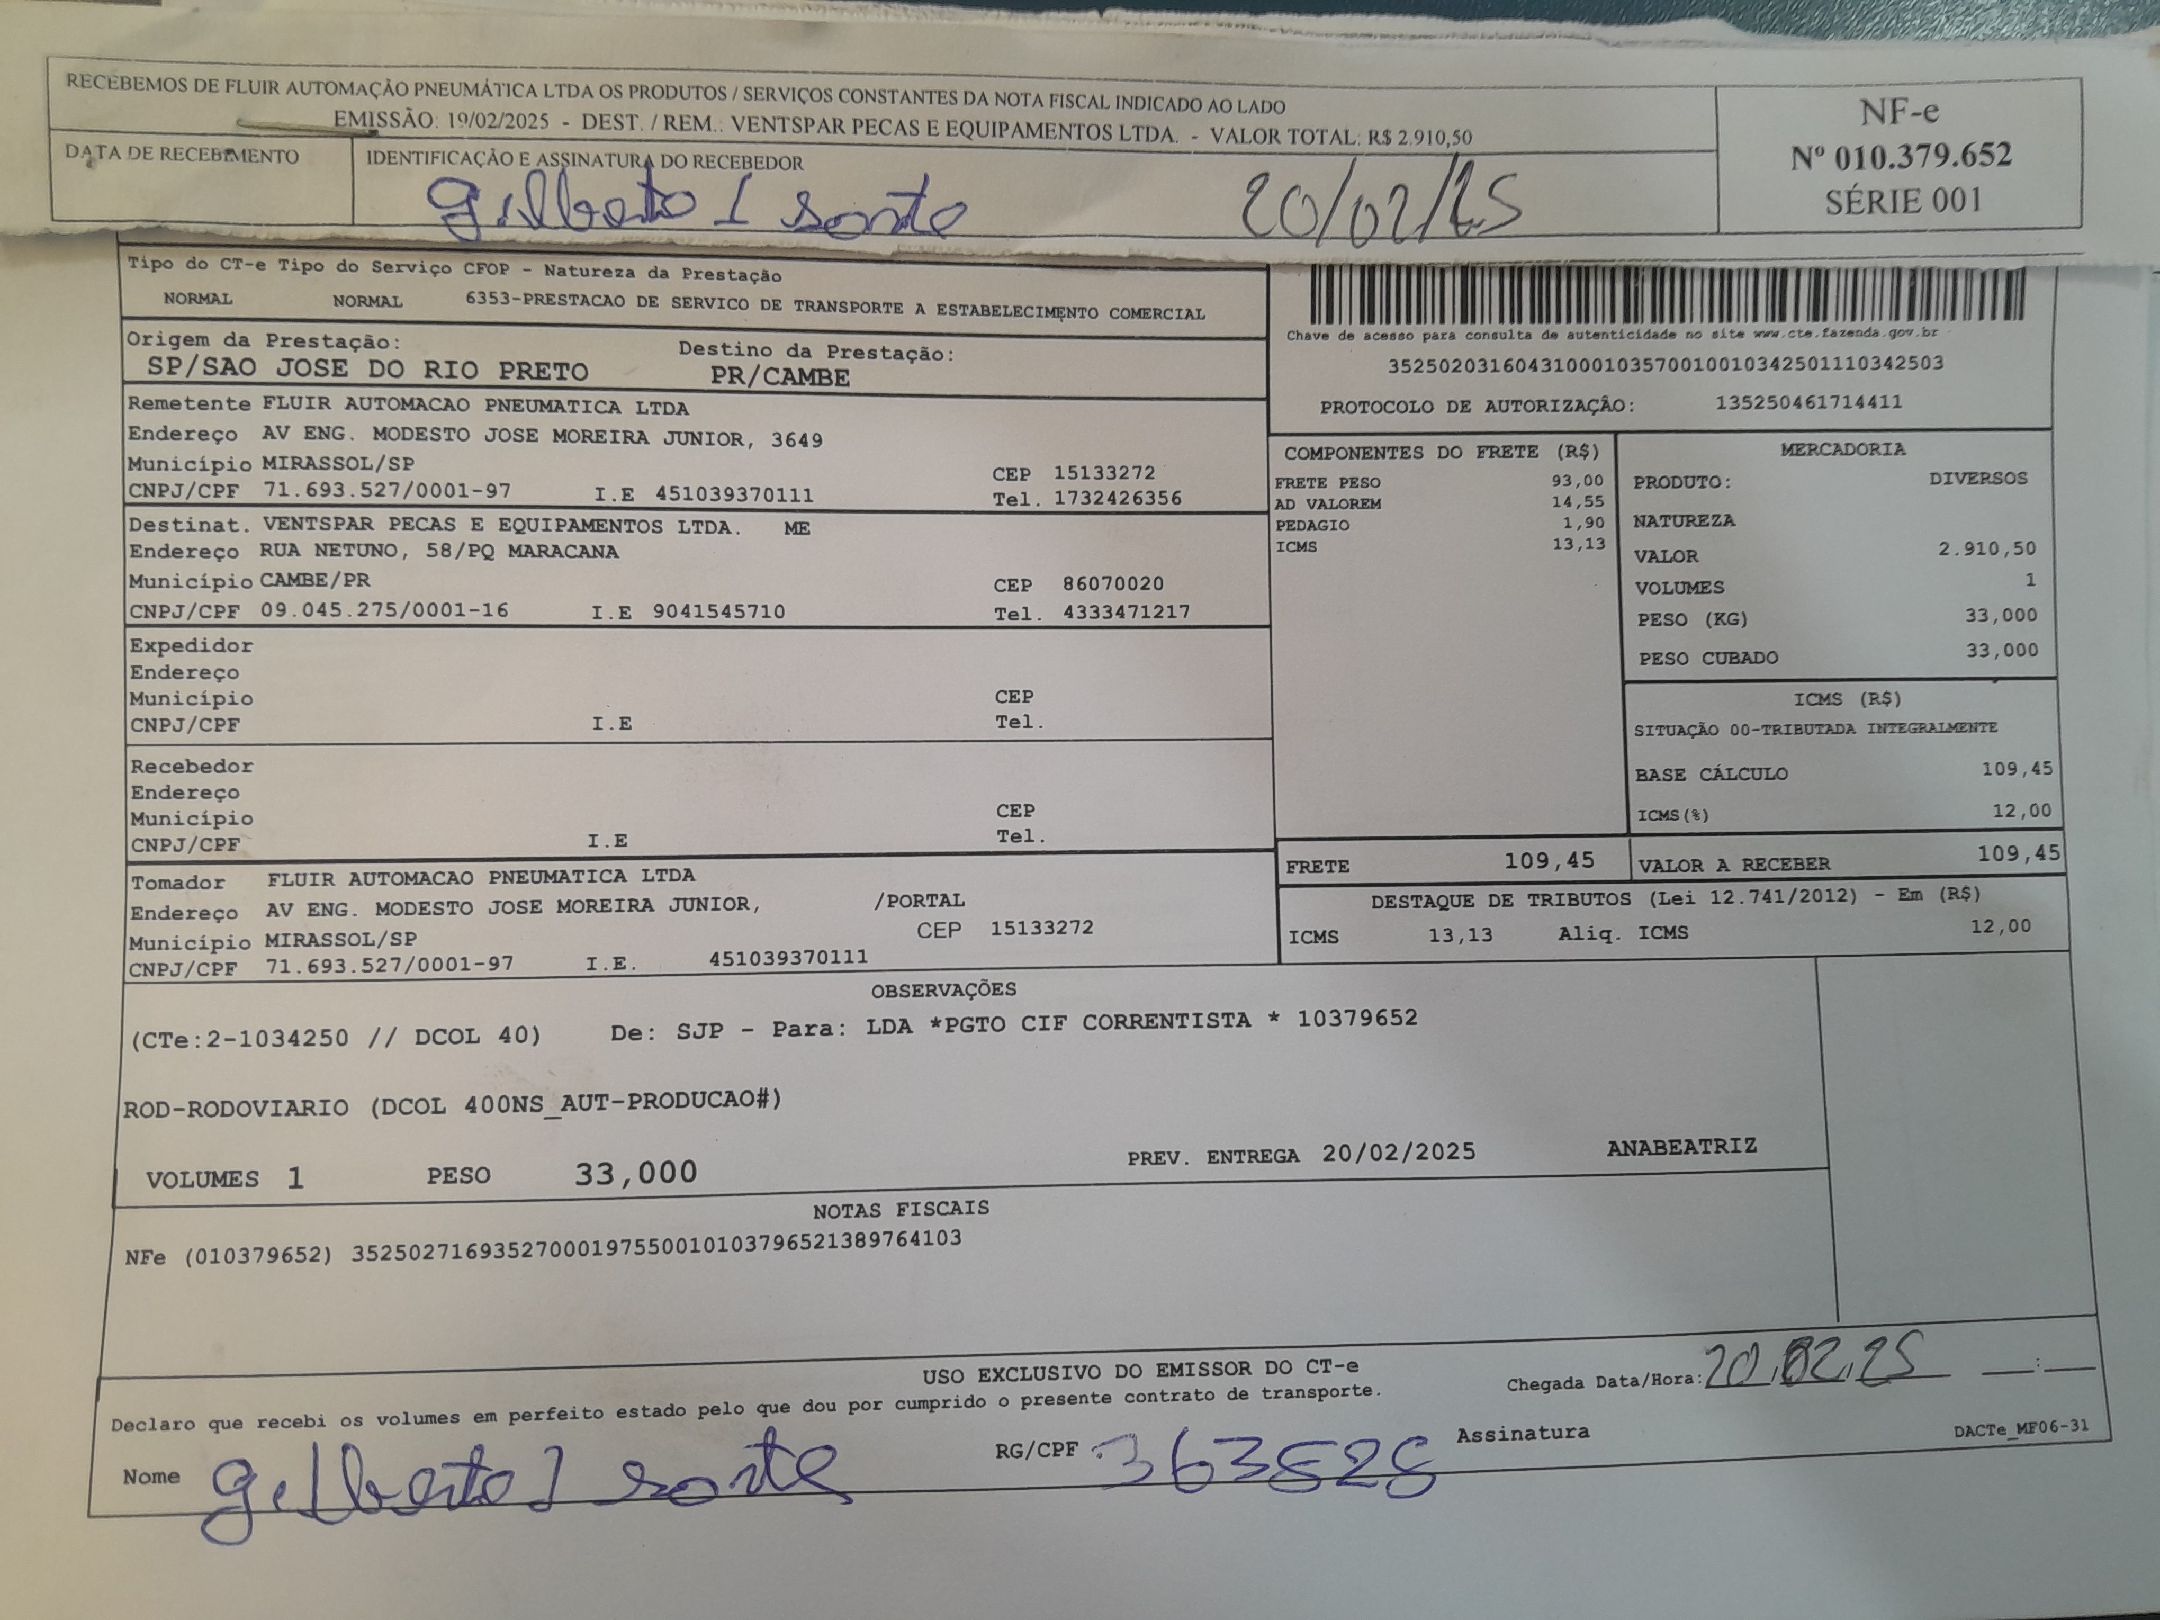 RECEBEMOS DE FLUIR AUTOMAÇÃO PNEUMÁTICA LTDA OS PRODUTOS / SERVIÇOS CONSTANTES DA NOTA FISCAL INDICADO AO LADO
EMISSÃO: 19/02/2025 - DEST. / REM.: VENTSPAR PECAS E EQUIPAMENTOS LTDA. - VALOR TOTAL: R$ 2.910,50
NF-e
Nº 010.379.652
SÉRIE 001
DATA DE RECEBIMENTO
IDENTIFICAÇÃO E ASSINATURA DO RECEBEDOR
gilberto 20/02/25
Tipo do CT-e Tipo do Serviço CFOP - Natureza da Prestação
NORMAL NORMAL 6353-PRESTACAO DE SERVICO DE TRANSPORTE A ESTABELECIMENTO COMERCIAL
Origem da Prestação: Destino da Prestação:
SP/SAO JOSE DO RIO PRETO PR/CAMBE
Chave de acesso para consulta de autenticidade no site www.cte.fazenda.gov.br
35250203160431000103570010010342501110342503
PROTOCOLO DE AUTORIZAÇÂO: 135250461714411
Remetente FLUIR AUTOMACAO PNEUMATICA LTDA
Endereço AV ENG. MODESTO JOSE MOREIRA JUNIOR, 3649
Município MIRASSOL/SP CEP 15133272
CNPJ/CPF 71.693.527/0001-97 I.E 451039370111 Tel. 1732426356
Destinat. VENTSPAR PECAS E EQUIPAMENTOS LTDA. ME
Endereço RUA NETUNO, 58/PQ MARACANA
Município CAMBE/PR CEP 86070020
CNPJ/CPF 09.045.275/0001-16 I.E 9041545710 Tel. 4333471217
Expedidor
Endereço
Município CEP
CNPJ/CPF I.E Tel.
Recebedor
Endereço
Município CEP
CNPJ/CPF I.E Tel.
Tomador FLUIR AUTOMACAO PNEUMATICA LTDA
Endereço AV ENG. MODESTO JOSE MOREIRA JUNIOR, /PORTAL
Município MIRASSOL/SP CEP 15133272
CNPJ/CPF 71.693.527/0001-97 I.E. 451039370111
COMPONENTES DO FRETE (R$)
FRETE PESO 93,00
AD VALOREM 14,55
PEDAGIO 1,90
ICMS 13,13
MERCADORIA
PRODUTO: DIVERSOS
NATUREZA
VALOR 2.910,50
VOLUMES 1
PESO (KG) 33,000
PESO CUBADO 33,000
ICMS (R$)
SITUAÇÃO 00-TRIBUTADA INTEGRALMENTE
BASE CÁLCULO 109,45
ICMS(%) 12,00
FRETE 109,45 VALOR A RECEBER 109,45
DESTAQUE DE TRIBUTOS (Lei 12.741/2012) - Em (R$)
ICMS 13,13 Aliq. ICMS 12,00
OBSERVAÇÕES
(CTe:2-1034250 // DCOL 40) De: SJP - Para: LDA *PGTO CIF CORRENTISTA * 10379652
ROD-RODOVIARIO (DCOL 400NS_AUT-PRODUCAO#)
VOLUMES 1 PESO 33,000 PREV. ENTREGA 20/02/2025 ANABEATRIZ
NOTAS FISCAIS
NFe (010379652) 35250271693527000197550010103796521389764103
USO EXCLUSIVO DO EMISSOR DO CT-e
Declaro que recebi os volumes em perfeito estado pelo que dou por cumprido o presente contrato de transporte.
Chegada Data/Hora: 20.02.25 __:__
Nome gilberto RG/CPF Assinatura
DACTe_MF06-31